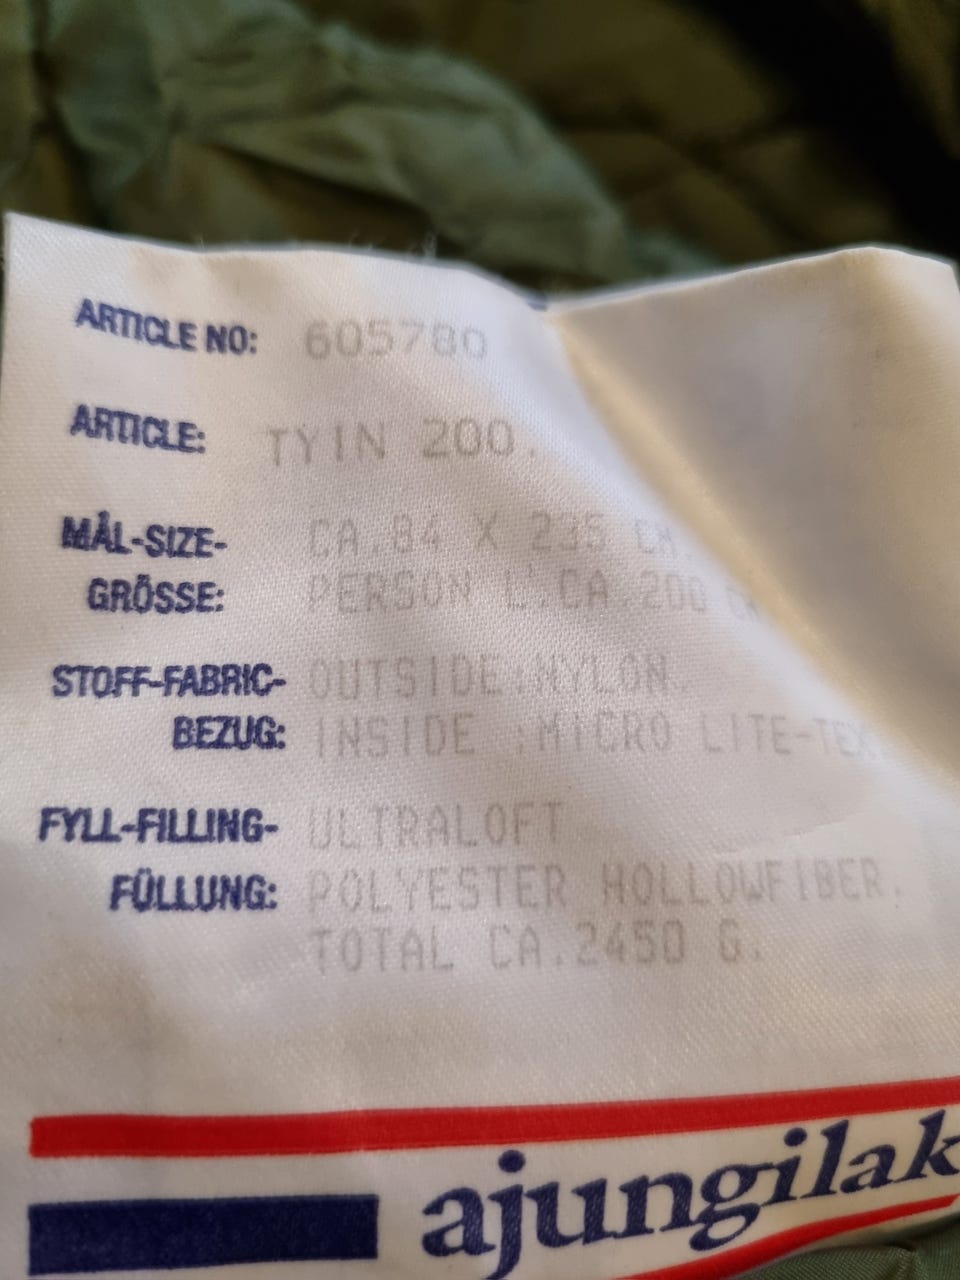 ARTICLE NO: 605780
ARTICLE: TYIN 200.
MÅL-SIZE- CA 84 X 235 CM.
GRÖSSE: PERSON L.CA 200
STOFF-FABRIC- OUTSIDE:NYLON
BEZUG: INSIDE :MICRO LITE-TEX
FYLL-FILLING- ULTRALOFT
FÜLLUNG: POLYESTER HOLLOWFIBER.
TOTAL CA.2450 G.
ajungilak